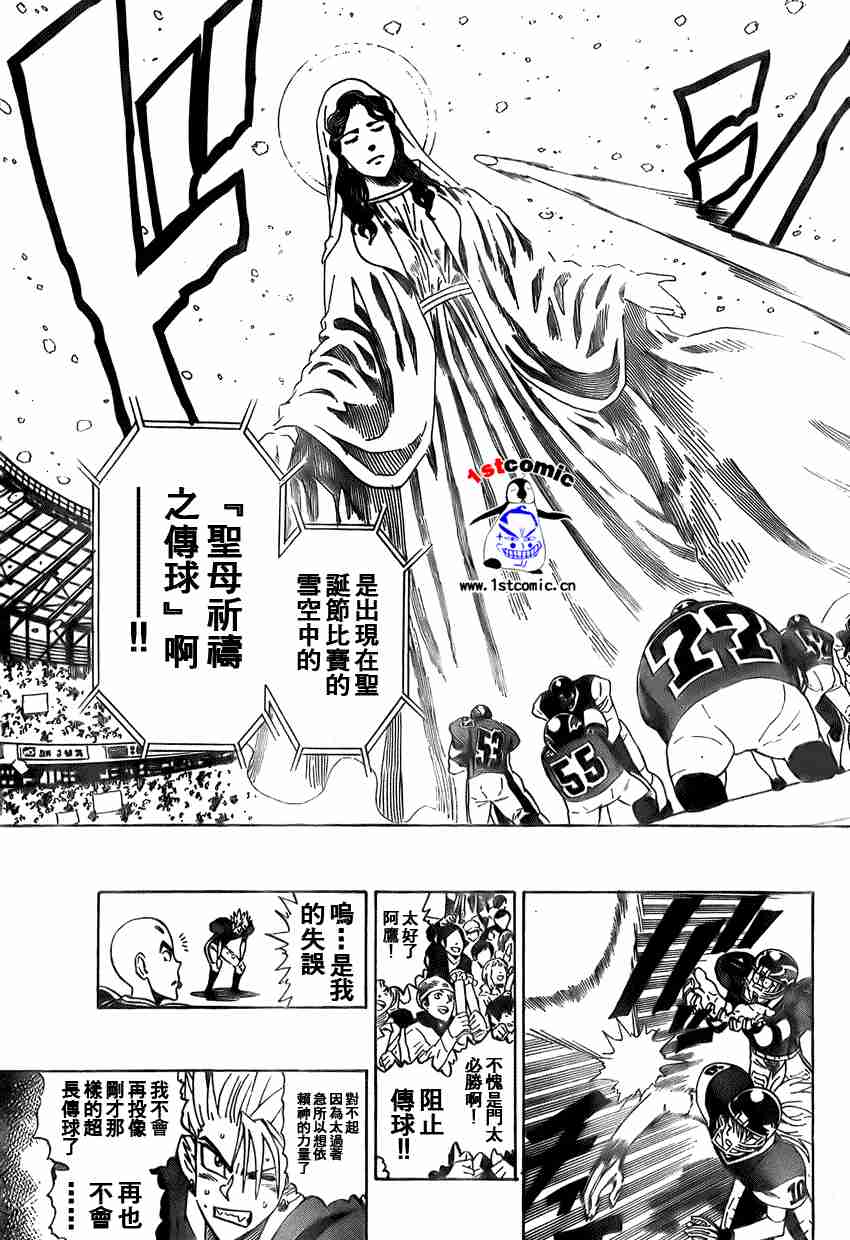 是出現在聖
誕節比賽的
雪空中的
『聖母祈禱
之傳球』啊
———!!
1stcomic
www.1stcomic.cn
77
53
55
10
太好了
阿鷹！
不愧是門太
必勝啊！
阻止
傳球!!
嗚…是我
的失誤
對不起
因為太過著
急所以想依
賴神的力量了
我不會
再投像
剛才那
樣的超
長傳球了
再也
不會
……